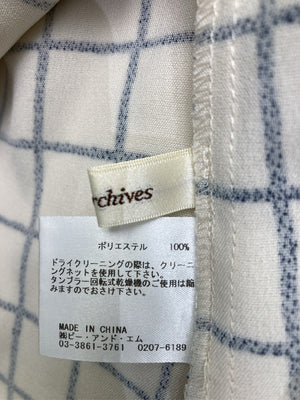 rchives
ポリエステル 100%
ドライクリーニングの際は、クリーニ
ングネットを使用して下さい。
タンブラー回転式乾燥機のご使用は縮
みますのでおさけ下さい。
MADE IN CHINA
㈱ビー・アンド・エム
03-3861-3761 0207-6189